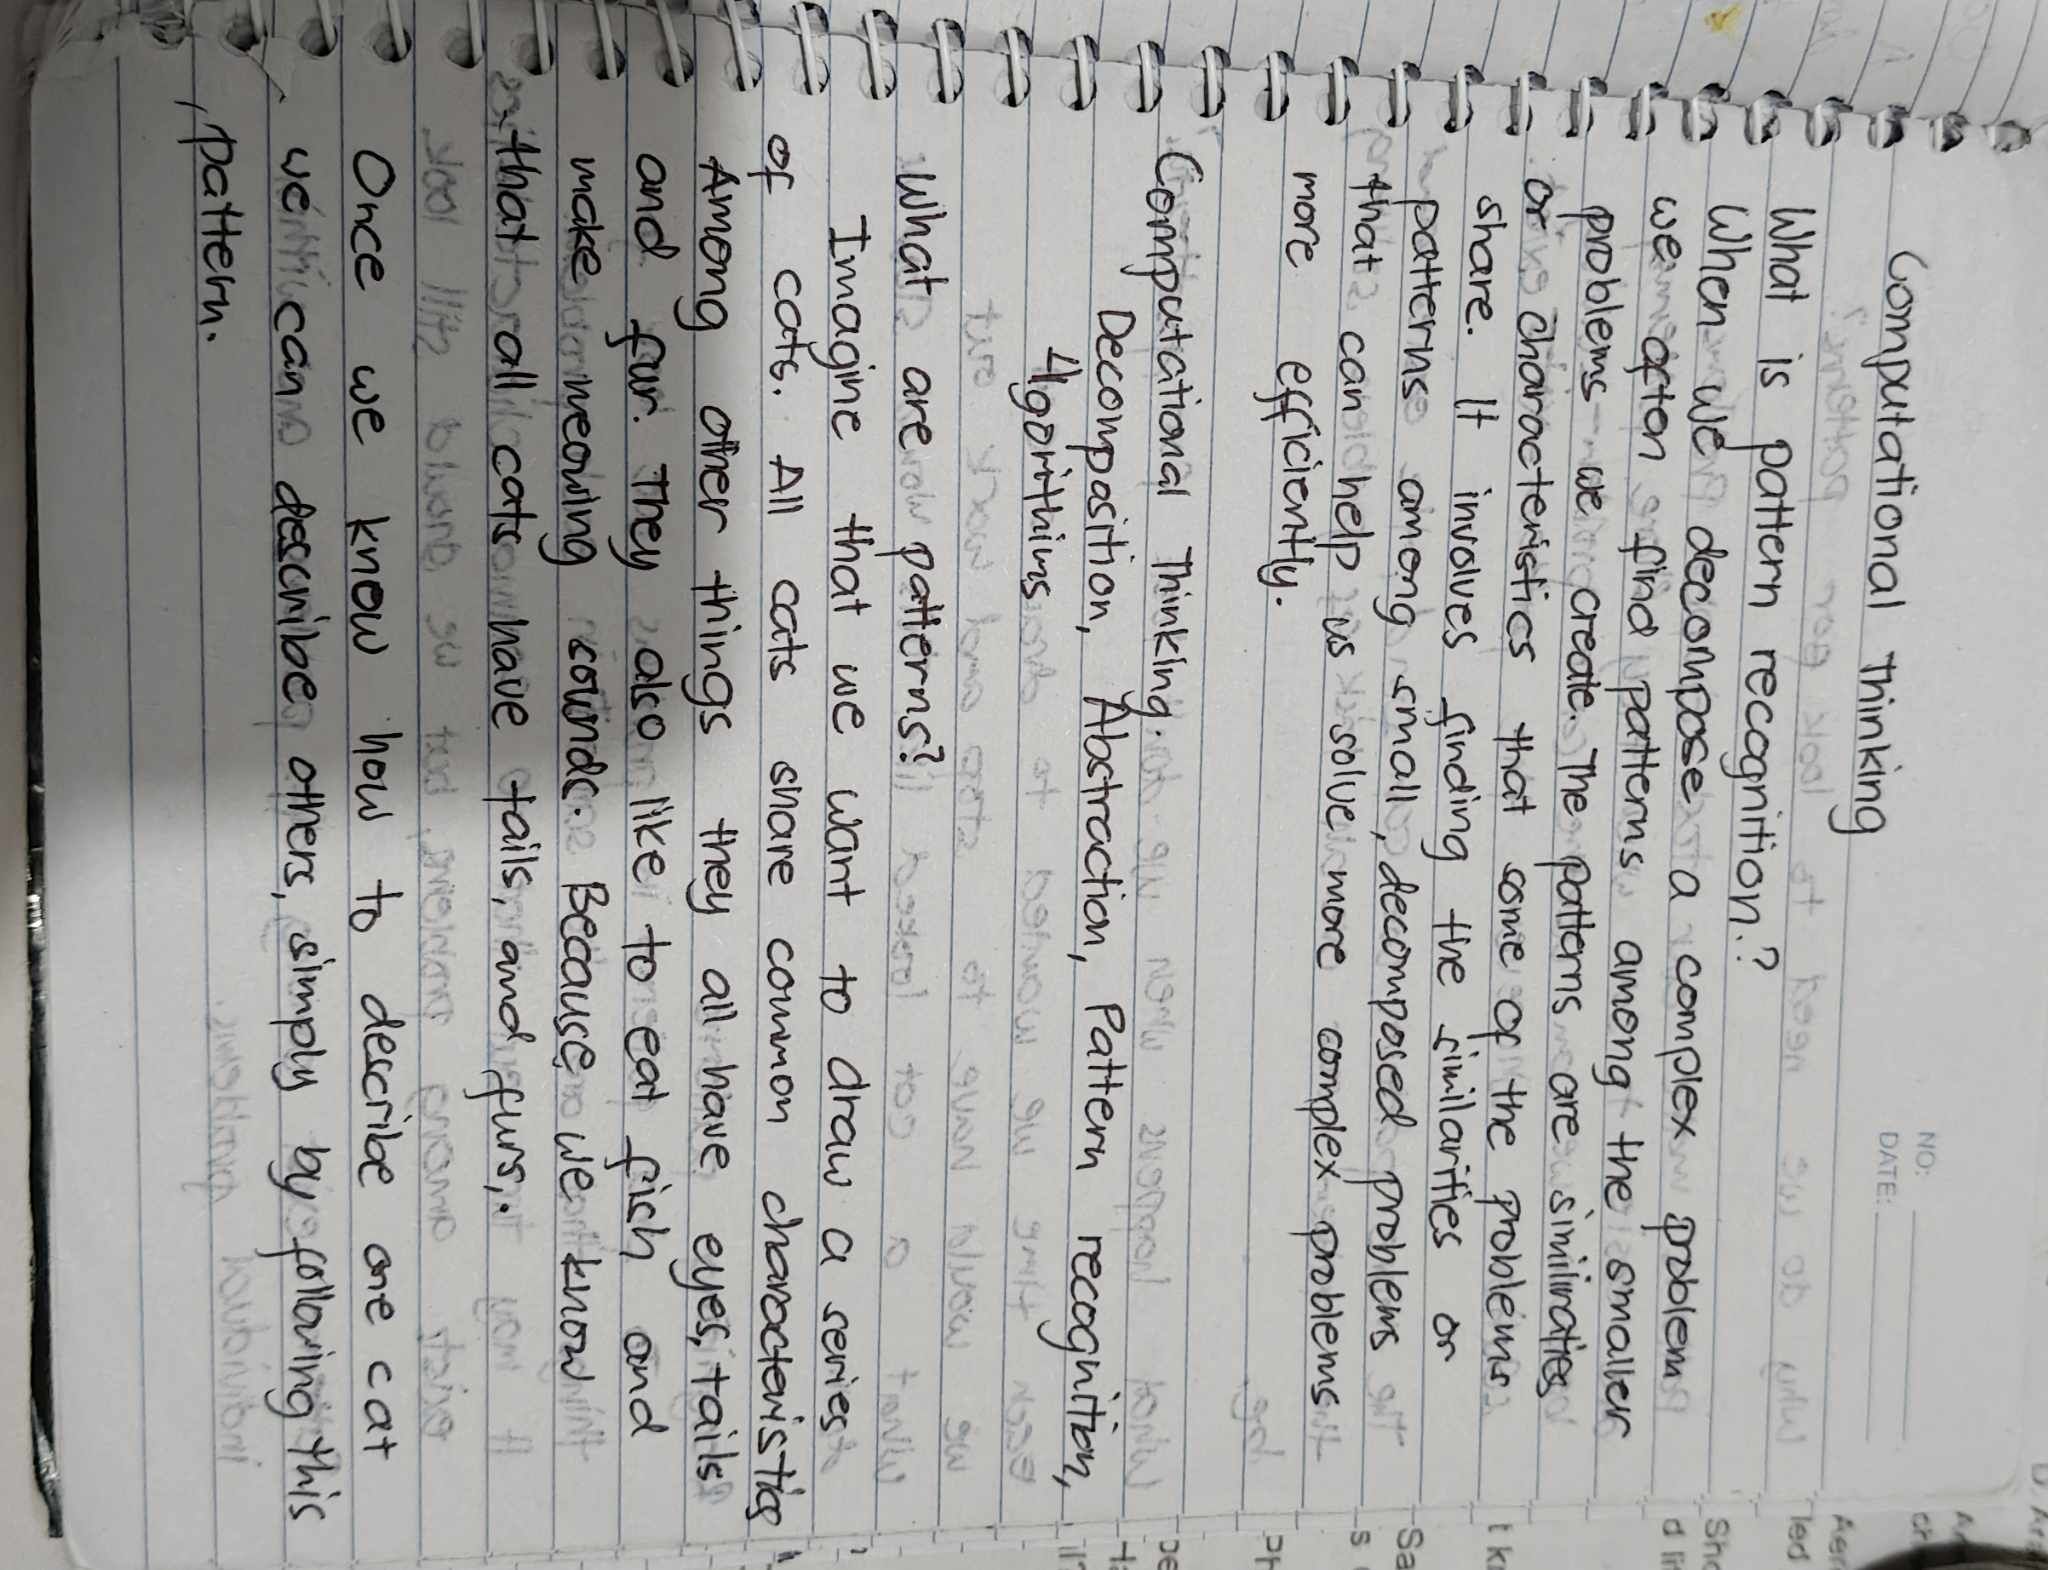 NO:
DATE:
Computational Thinking
What is pattern recognition?
When we decompose a complex problem
we often find patterns among the smaller
problems we create. The patterns are similiraties
or characteristics that some of the problems
share. It involves finding the similarities or
patterns among small, decomposed problems
that can help us solve more complex problems
more efficiently.
Computational Thinking.
Decomposition, Abstraction, Pattern recognition,
Algorithms
What are patterns?
Imagine that we want to draw a series
of cats. All cats share common characteristics
Among other things they all have eyes, tails
and fur. They also like to eat fish and
make meowing sounds. Because we know
that all cats have tails, and furs,.
Once we know how to describe one cat
we can describe others, simply by following this
pattern.